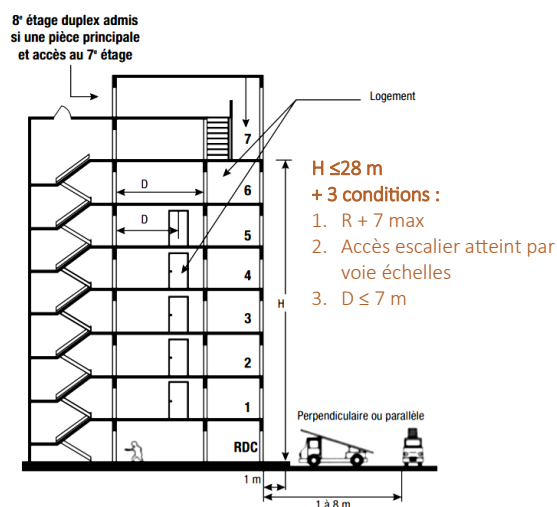 8ᵉ étage duplex admis
si une pièce principale
et accès au 7ᵉ étage
Logement
7
D
6
D
5
4
3
2
1
RDC
H
H ≤28 m
+ 3 conditions :
1. R + 7 max
2. Accès escalier atteint par
voie échelles
3. D ≤ 7 m
Perpendiculaire ou parallèle
1 m
1 à 8 m